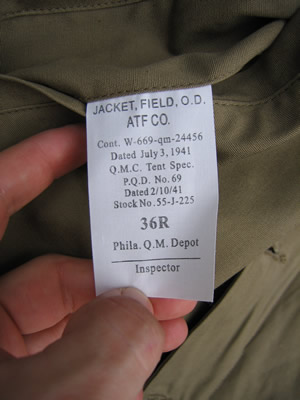 JACKET, FIELD, O.D.
ATF CO.
Cont. W-669-qm-24456
Dated July 3, 1941
Q.M.C. Tent Spec.
P.Q.D. No. 69
Dated 2/10/41
Stock No. 55-J-225
36R
Phila. Q.M. Depot
Inspector